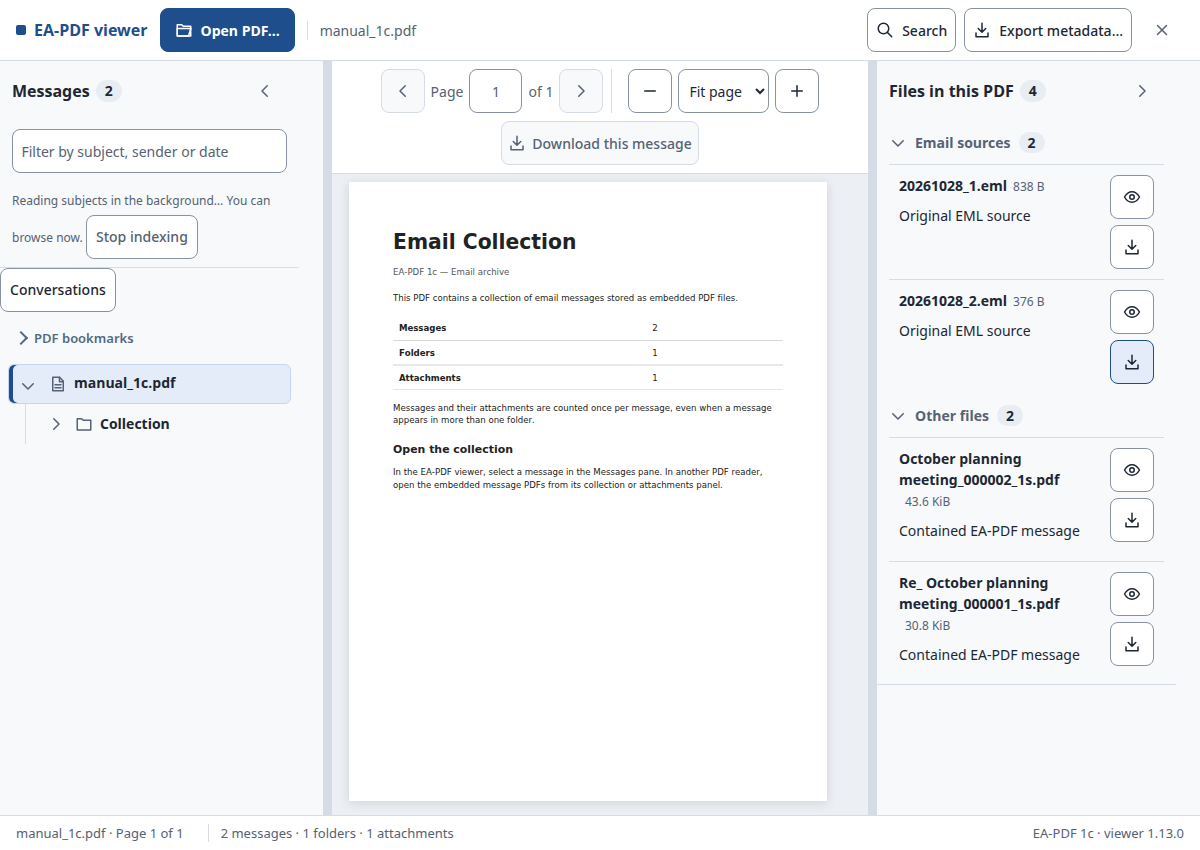 EA-PDF viewer
Open PDF...
manual_1c.pdf
Search
Export metadata...
Messages 2
Filter by subject, sender or date
Reading subjects in the background... You can
browse now. Stop indexing
Conversations
PDF bookmarks
manual_1c.pdf
Collection
Page 1 of 1
Fit page
Download this message
Email Collection
EA-PDF 1c — Email archive
This PDF contains a collection of email messages stored as embedded PDF files.
Messages 2
Folders 1
Attachments 1
Messages and their attachments are counted once per message, even when a message
appears in more than one folder.
Open the collection
In the EA-PDF viewer, select a message in the Messages pane. In another PDF reader,
open the embedded message PDFs from its collection or attachments panel.
Files in this PDF 4
Email sources 2
20261028_1.eml 838 B
Original EML source
20261028_2.eml 376 B
Original EML source
Other files 2
October planning
meeting_000002_1s.pdf
43.6 KiB
Contained EA-PDF message
Re_ October planning
meeting_000001_1s.pdf
30.8 KiB
Contained EA-PDF message
manual_1c.pdf · Page 1 of 1
2 messages · 1 folders · 1 attachments
EA-PDF 1c · viewer 1.13.0